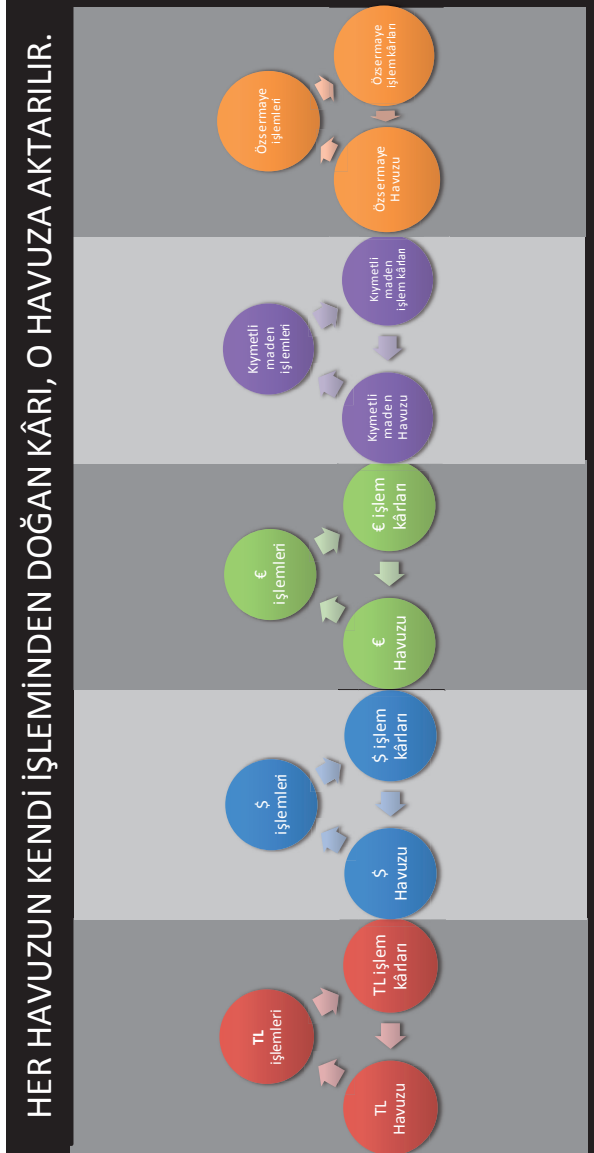 HER HAVUZUN KENDİ İŞLEMİNDEN DOĞAN KÂRI, O HAVUZA AKTARILIR.
TL
işlemleri
TL
Havuzu
TL işlem
kârları
$
işlemleri
$
Havuzu
$ işlem
kârları
€
işlemleri
€
Havuzu
€ işlem
kârları
Kıymetli
maden
işlemleri
Kıymetli
maden
Havuzu
Kıymetli
maden
işlem kârları
Özsermaye
işlemleri
Özsermaye
Havuzu
Özsermaye
işlem kârları